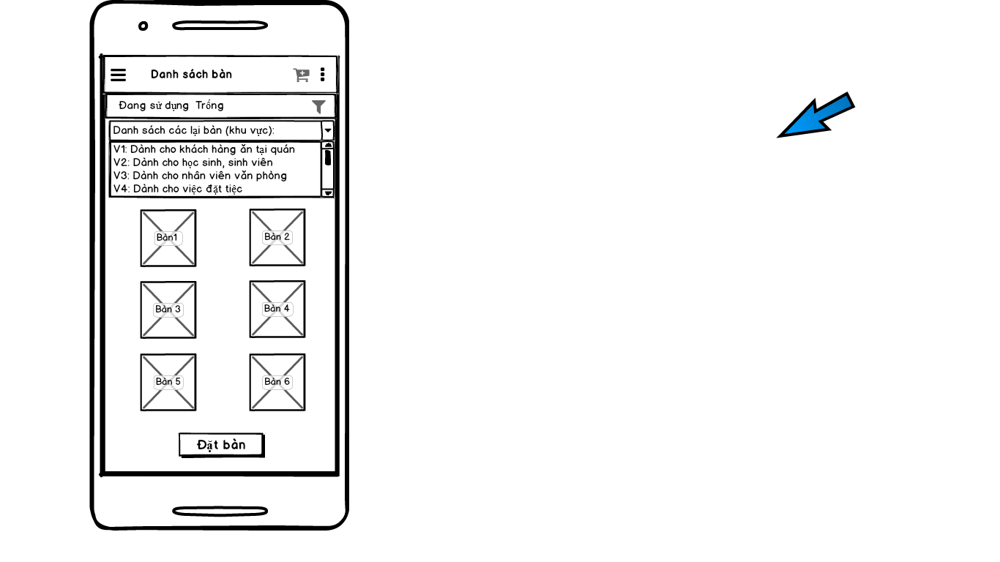 Danh sách bàn
Đang sử dụng Trống
Danh sách các lại bàn (khu vực):
V1: Dành cho khách hàng ăn tại quán
V2: Dành cho học sinh, sinh viên
V3: Dành cho nhân viên văn phòng
V4: Dành cho việc đặt tiệc
Bàn1
Bàn 2
Bàn 3
Bàn 4
Bàn 5
Bàn 6
Đặt bàn